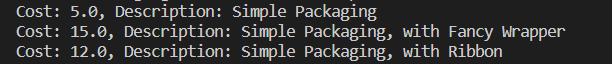 Cost: 5.0, Description: Simple Packaging
Cost: 15.0, Description: Simple Packaging, with Fancy Wrapper
Cost: 12.0, Description: Simple Packaging, with Ribbon